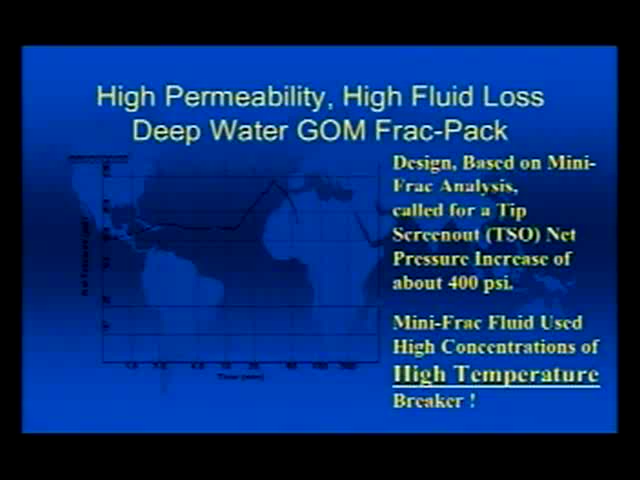 High Permeability, High Fluid Loss
Deep Water GOM Frac-Pack
Design, Based on Mini-
Frac Analysis,
called for a Tip
Screenout (TSO) Net
Pressure Increase of
about 400 psi.
Mini-Frac Fluid Used
High Concentrations of
High Temperature
Breaker !